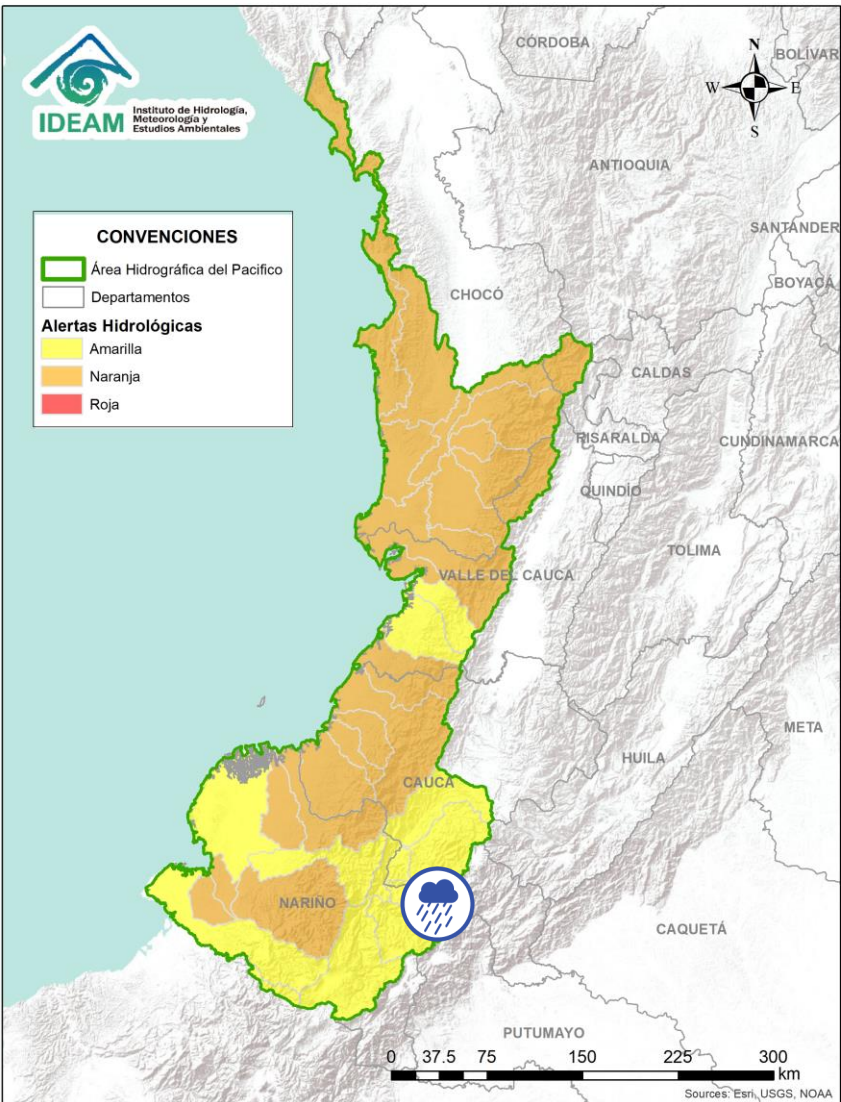 IDEAM
Instituto de Hidrología,
Meteorología y
Estudios Ambientales
CÓRDOBA
BOLÍVAR
N
W
E
S
ANTIOQUIA
SANTANDER
BOYACÁ
CONVENCIONES
Área Hidrográfica del Pacifico
Departamentos
Alertas Hidrológicas
Amarilla
Naranja
Roja
CHOCÓ
CALDAS
RISARALDA
CUNDINAMARCA
QUINDÍO
TOLIMA
VALLE DEL CAUCA
META
HUILA
CAUCA
NARIÑO
CAQUETÁ
PUTUMAYO
0 37.5 75 150 225 300
km
Sources: Esri, USGS, NOAA